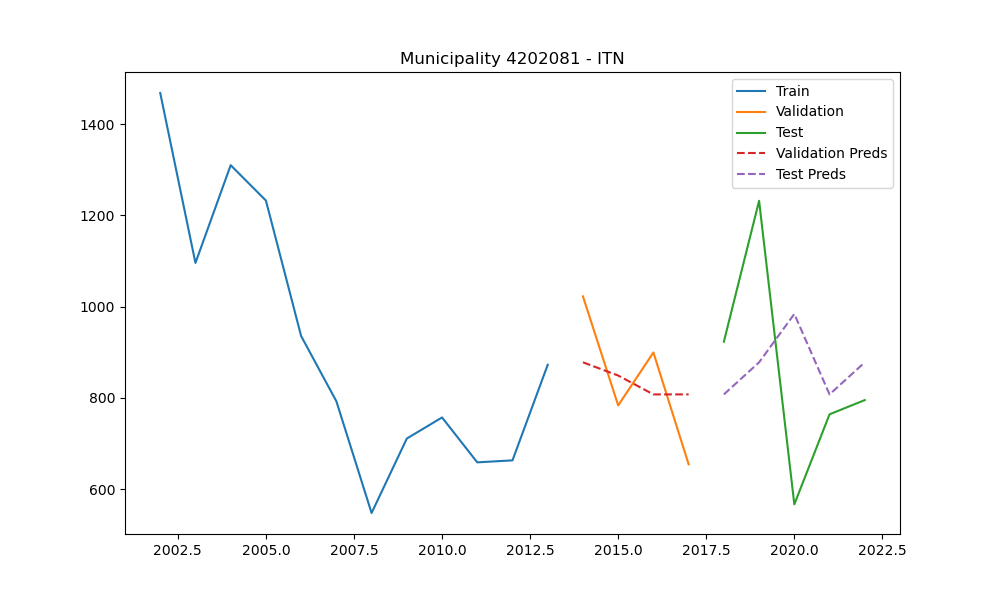 Municipality 4202081 - ITN
Train
Validation
Test
Validation Preds
Test Preds
1400
1200
1000
800
600
2002.5 2005.0 2007.5 2010.0 2012.5 2015.0 2017.5 2020.0 2022.5